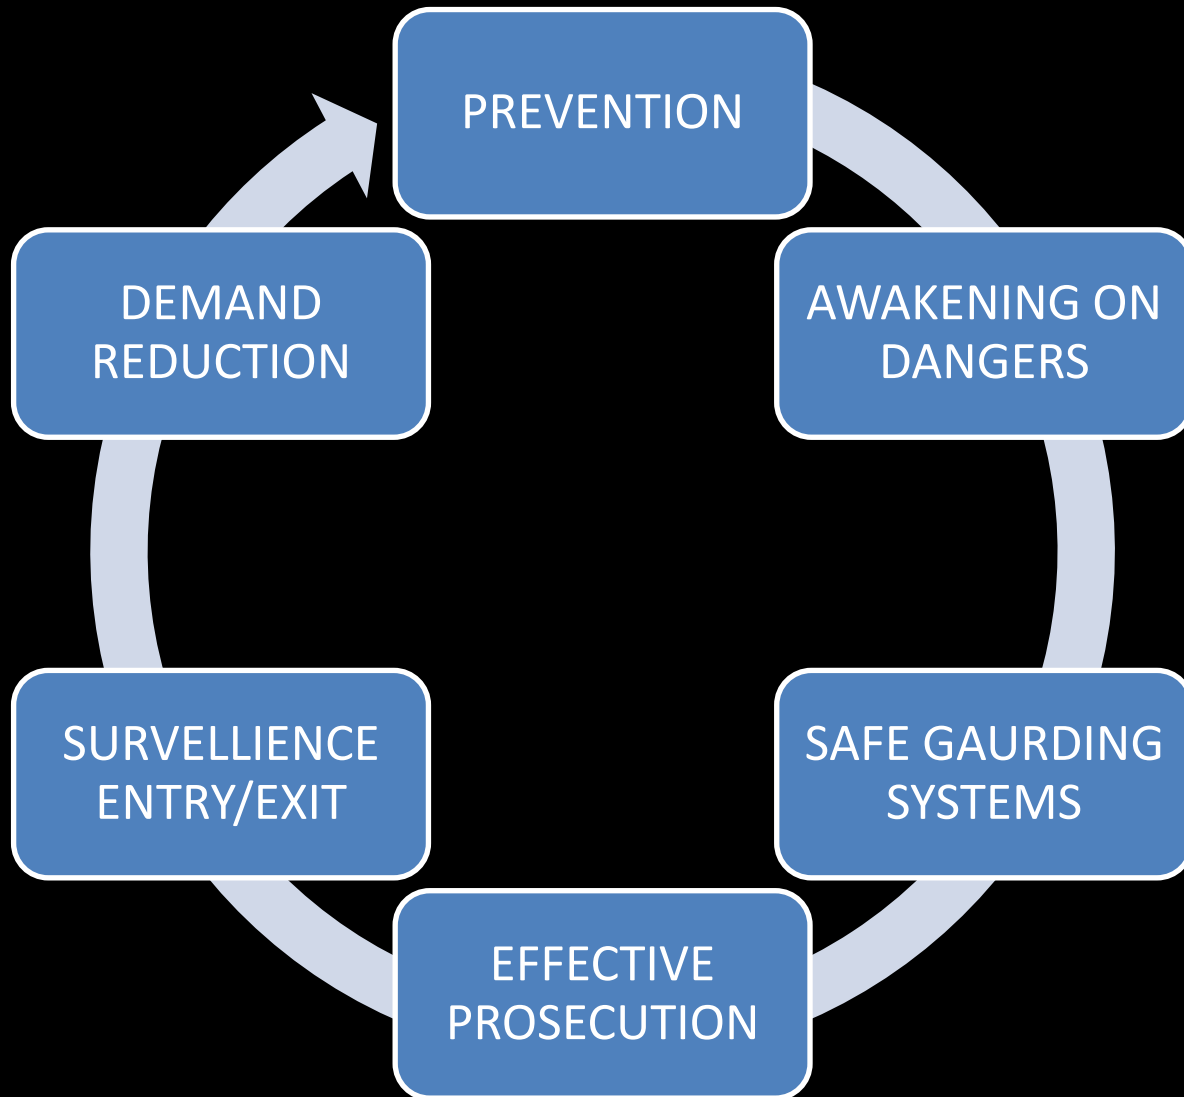 PREVENTION
AWAKENING ON
DANGERS
SAFE GAURDING
SYSTEMS
EFFECTIVE
PROSECUTION
SURVELLIENCE
ENTRY/EXIT
DEMAND
REDUCTION